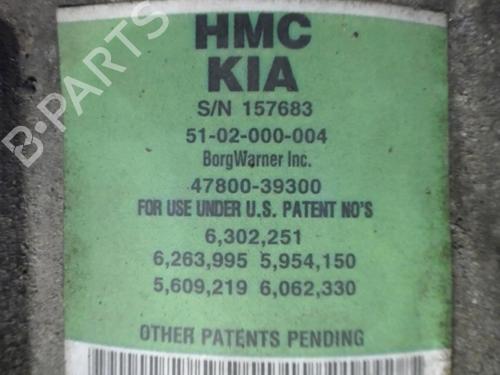 HMC
KIA
S/N 157683
51-02-000-004
BorgWarner Inc.
47800-39300
FOR USE UNDER U.S. PATENT NO'S
6,302,251
6,263,995 5,954,150
5,609,219 6,062,330
OTHER PATENTS PENDING